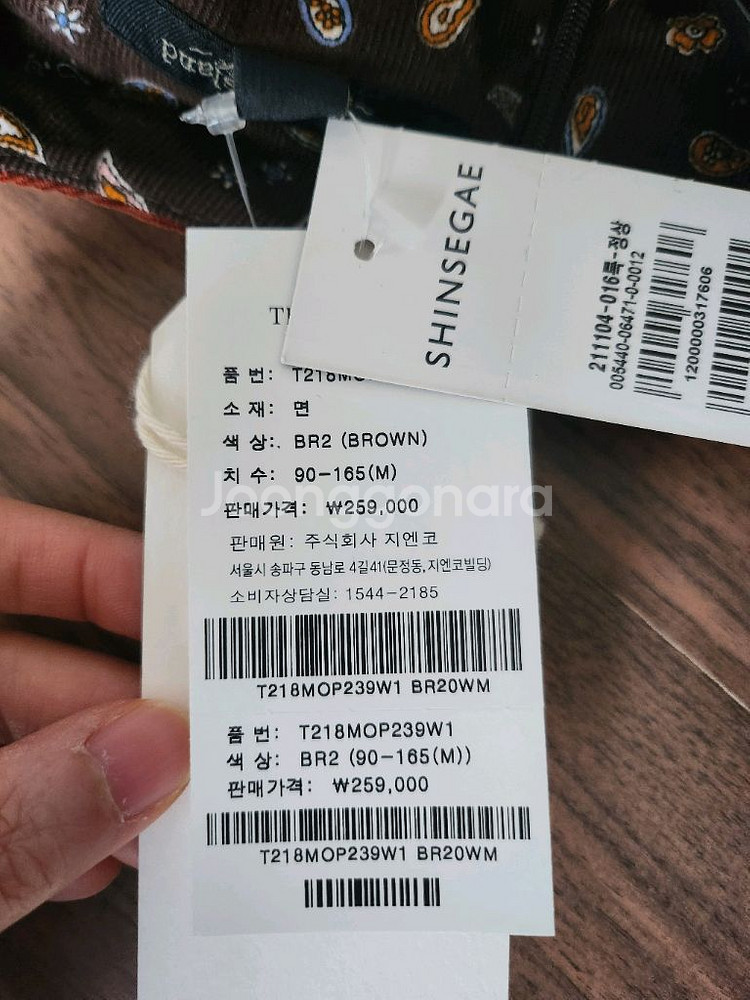 SHINSEGAE
211104-016특-정상
005440-06471-0-0012
1200000317606
품 번: T218MO
소 재: 면
색 상: BR2 (BROWN)
치 수: 90-165(M)
Joonggonara
판매가격: ₩259,000
판매원: 주식회사 지엔코
서울시 송파구 동남로 4길41(문정동,지엔코빌딩)
소비자상담실: 1544-2185
T218MOP239W1 BR20WM
품 번: T218MOP239W1
색 상: BR2 (90-165(M))
판매가격: ₩259,000
T218MOP239W1 BR20WM